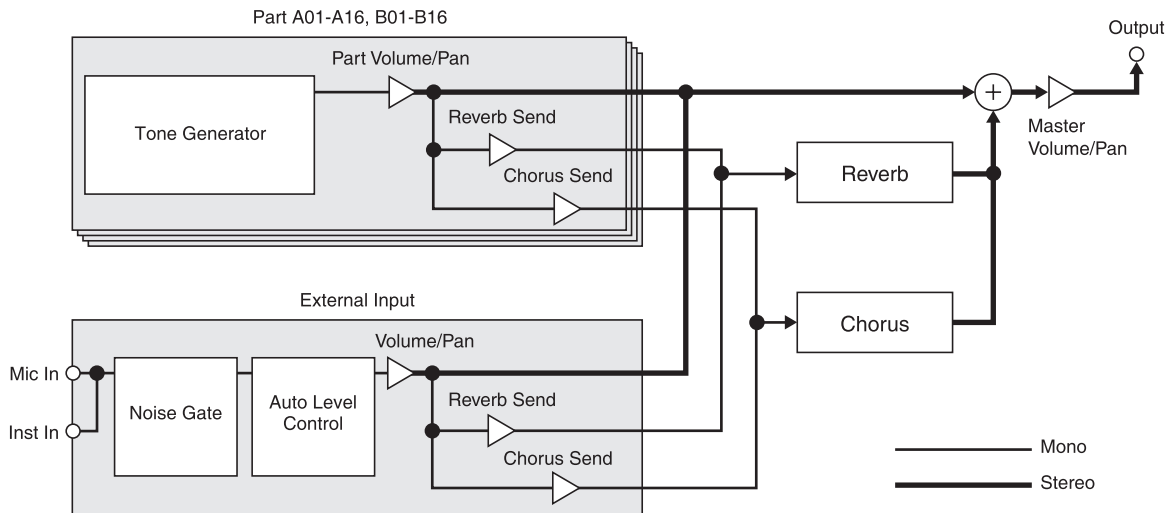 Part A01-A16, B01-B16
Output
Part Volume/Pan
Tone Generator
Reverb Send
Chorus Send
+
Master
Volume/Pan
Reverb
External Input
Chorus
Volume/Pan
Mic In
Inst In
Noise Gate
Auto Level
Control
Reverb Send
Chorus Send
Mono
Stereo